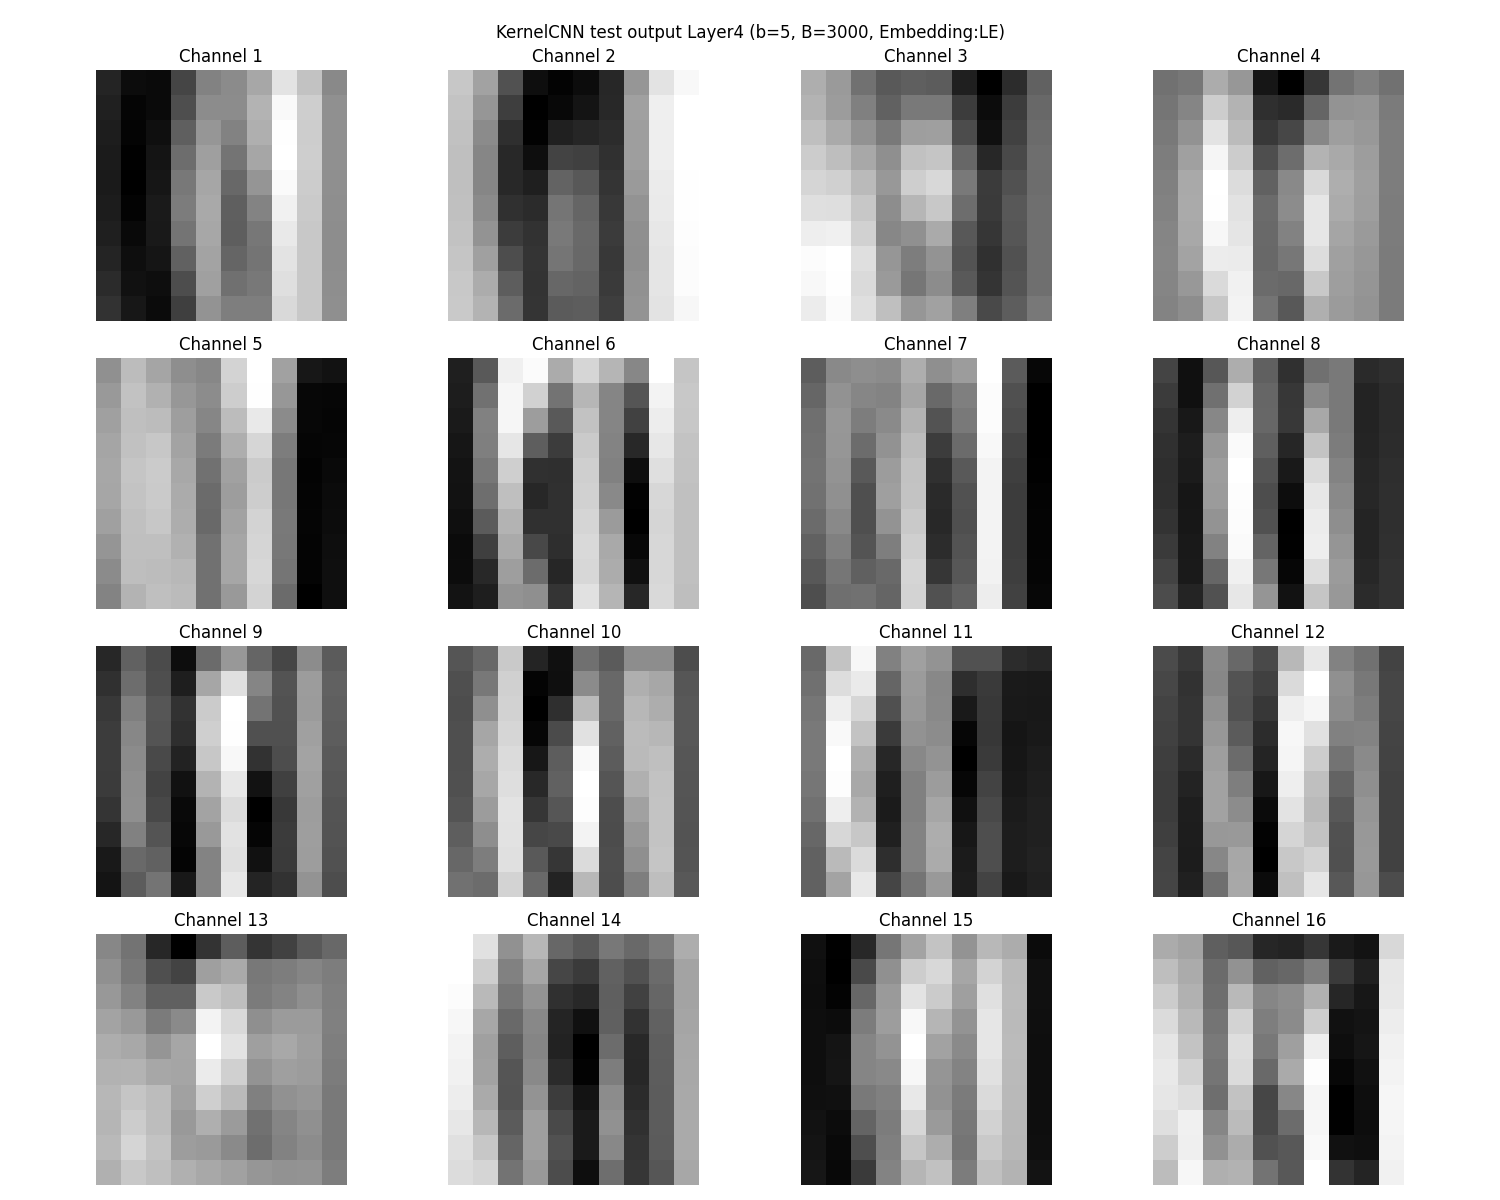 KernelCNN test output Layer4 (b=5, B=3000, Embedding:LE)
Channel 1
Channel 2
Channel 3
Channel 4
Channel 5
Channel 6
Channel 7
Channel 8
Channel 9
Channel 10
Channel 11
Channel 12
Channel 13
Channel 14
Channel 15
Channel 16